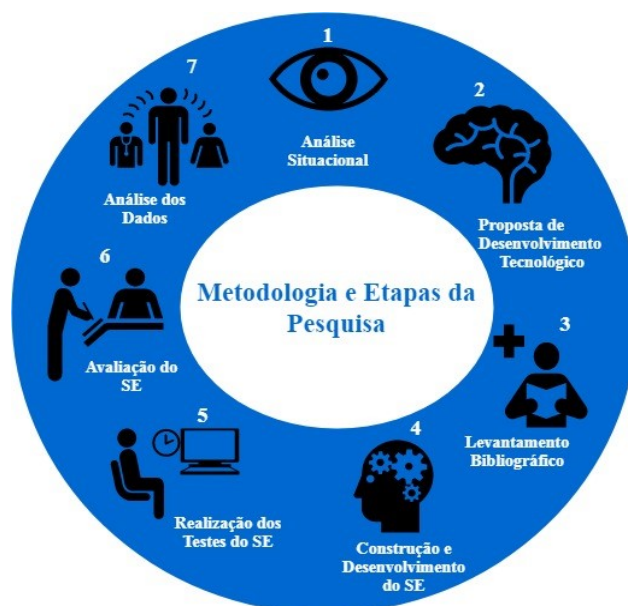 Metodologia e Etapas da
Pesquisa
1
Análise
Situacional
2
Proposta de
Desenvolvimento
Tecnológico
3
Levantamento
Bibliográfico
4
Construção e
Desenvolvimento
do SE
5
Realização dos
Testes do SE
6
Avaliação do
SE
7
Análise dos
Dados